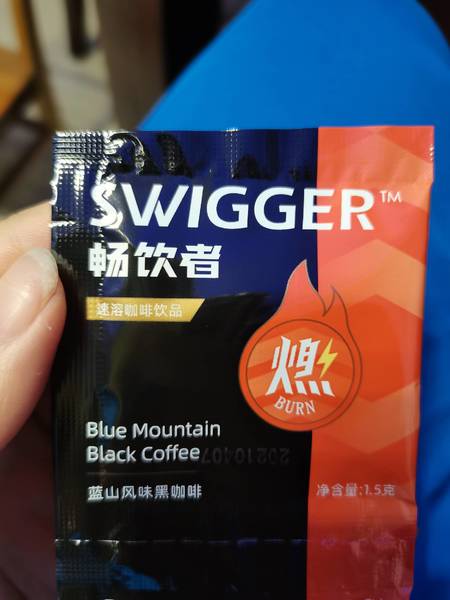 SWIGGER™
畅饮者
速溶咖啡饮品
燃
BURN
Blue Mountain
Black Coffee
20210407
蓝山风味黑咖啡
净含量:1.5克